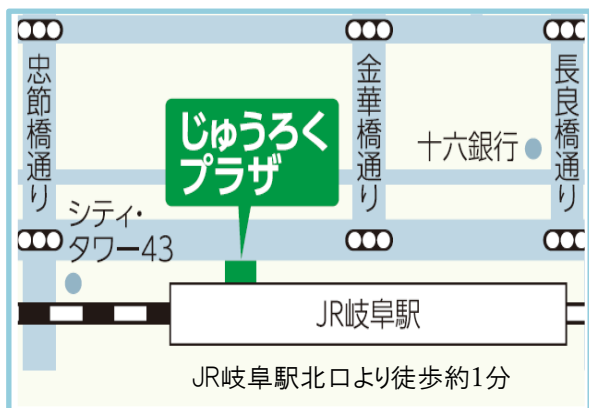 忠節橋通り
金華橋通り
長良橋通り
じゅうろく
プラザ
十六銀行
シティ・
タワー43
JR岐阜駅
JR岐阜駅北口より徒歩約1分